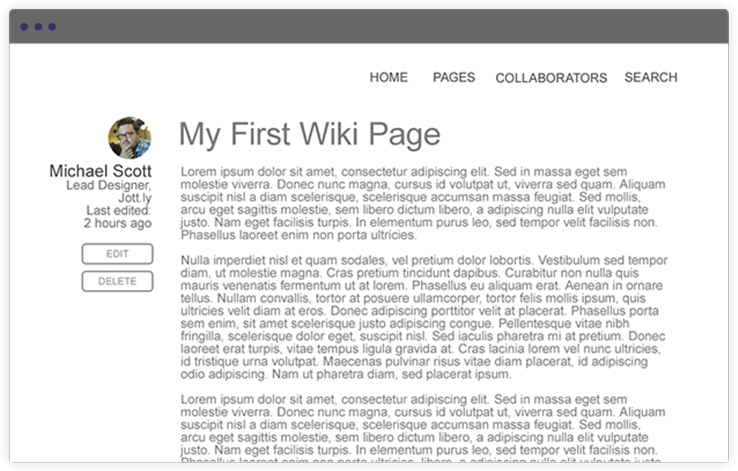 HOME PAGES COLLABORATORS SEARCH
My First Wiki Page
Michael Scott
Lead Designer,
Jott.ly
Last edited:
2 hours ago
EDIT
DELETE
Lorem ipsum dolor sit amet, consectetur adipiscing elit. Sed in massa eget sem
molestie viverra. Donec nunc magna, cursus id volutpat ut, viverra sed quam. Aliquam
suscipit nisl a diam scelerisque, scelerisque accumsan massa feugiat. Sed mollis,
arcu eget sagittis molestie, sem libero dictum libero, a adipiscing nulla elit vulputate
justo. Nam eget facilisis turpis. In elementum purus leo, sed tempor velit facilisis non.
Phasellus laoreet enim non porta ultricies.
Nulla imperdiet nisl et quam sodales, vel pretium dolor lobortis. Vestibulum sed tempor
diam, ut molestie magna. Cras pretium tincidunt dapibus. Curabitur non nulla quis
mauris venenatis fermentum ut at lorem. Phasellus eu aliquam erat. Aenean in ornare
tellus. Nullam convallis, tortor at posuere ullamcorper, tortor felis mollis ipsum, quis
ultricies velit diam at eros. Donec adipiscing porttitor velit at placerat. Phasellus porta
sem enim, sit amet scelerisque justo adipiscing congue. Pellentesque vitae nibh
fringilla, scelerisque dolor eget, suscipit nisl. Sed iaculis pharetra mi at pretium. Donec
laoreet erat turpis, vitae tempus ligula gravida at. Cras lacinia lorem vel nunc ultricies,
id tristique urna volutpat. Maecenas pulvinar risus vitae diam placerat, id adipiscing
odio adipiscing. Nam ut pharetra diam, sed placerat ipsum.
Lorem ipsum dolor sit amet, consectetur adipiscing elit. Sed in massa eget sem
molestie viverra. Donec nunc magna, cursus id volutpat ut, viverra sed quam. Aliquam
suscipit nisl a diam scelerisque, scelerisque accumsan massa feugiat. Sed mollis,
arcu eget sagittis molestie, sem libero dictum libero, a adipiscing nulla elit vulputate
justo. Nam eget facilisis turpis. In elementum purus leo, sed tempor velit facilisis non.